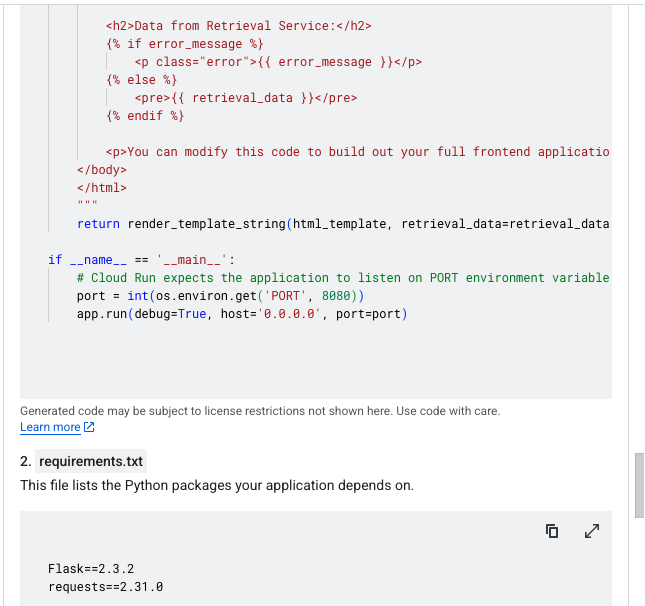 <h2>Data from Retrieval Service:</h2>
{% if error_message %}
<p class="error">{{ error_message }}</p>
{% else %}
<pre>{{ retrieval_data }}</pre>
{% endif %}
<p>You can modify this code to build out your full frontend applicatio
</body>
</html>
"""
return render_template_string(html_template, retrieval_data=retrieval_data
if __name__ == '__main__':
# Cloud Run expects the application to listen on PORT environment variable
port = int(os.environ.get('PORT', 8080))
app.run(debug=True, host='0.0.0.0', port=port)
Generated code may be subject to license restrictions not shown here. Use code with care.
Learn more
2. requirements.txt
This file lists the Python packages your application depends on.
Flask==2.3.2
requests==2.31.0